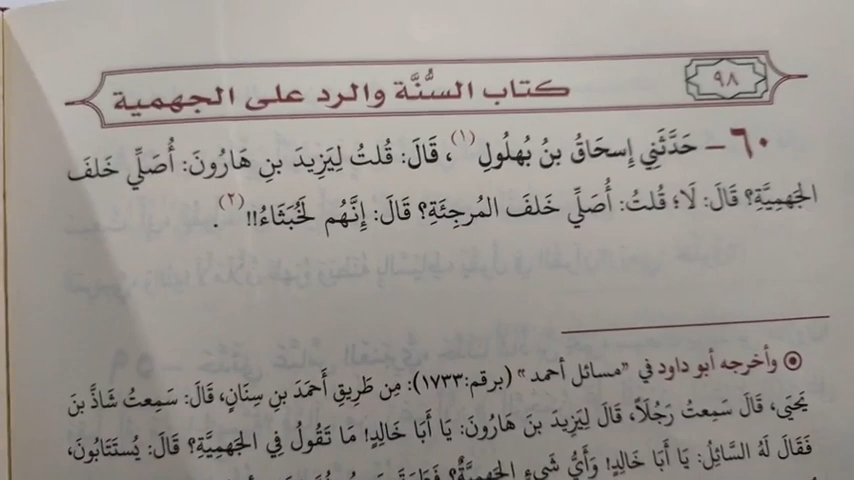 ٩٨
كتاب السُّنَّة والرد على الجهمية
٦٠ – حَدَّثَنِي إِسحَاقُ بنُ بُهلُولِ(١)، قَالَ: قُلتُ لِيَزِيدَ بنِ هَارُونَ: أُصَلِّي خَلفَ
الجَهمِيَّةِ؟ قَالَ: لَا؛ قُلتُ: أُصَلِّي خَلفَ المُرجِئَةِ؟ قَالَ: إِنَّهُم لَخُبَثَاءُ!!(٢).
◉ وأخرجه أبو داود في «مسائل أحمد» (برقم:١٧٣٣): مِن طَرِيقِ أَحمَدَ بنِ سِنَانٍ، قَالَ: سَمِعتُ شَاذَّ بنَ
يَحيَى، قَالَ سَمِعتُ رَجُلاً، قَالَ لِيَزِيدَ بنَ هَارُونَ: يَا أَبَا خَالِدٍ! مَا تَقُولُ فِي الجَهمِيَّةِ؟ قَالَ: يُستَتَابُونَ،
فَقَالَ لَهُ السَّائِلُ: يَا أَبَا خَالِدٍ! وَأَيُّ شَيءٍ الجَهمِيَّةُ؟